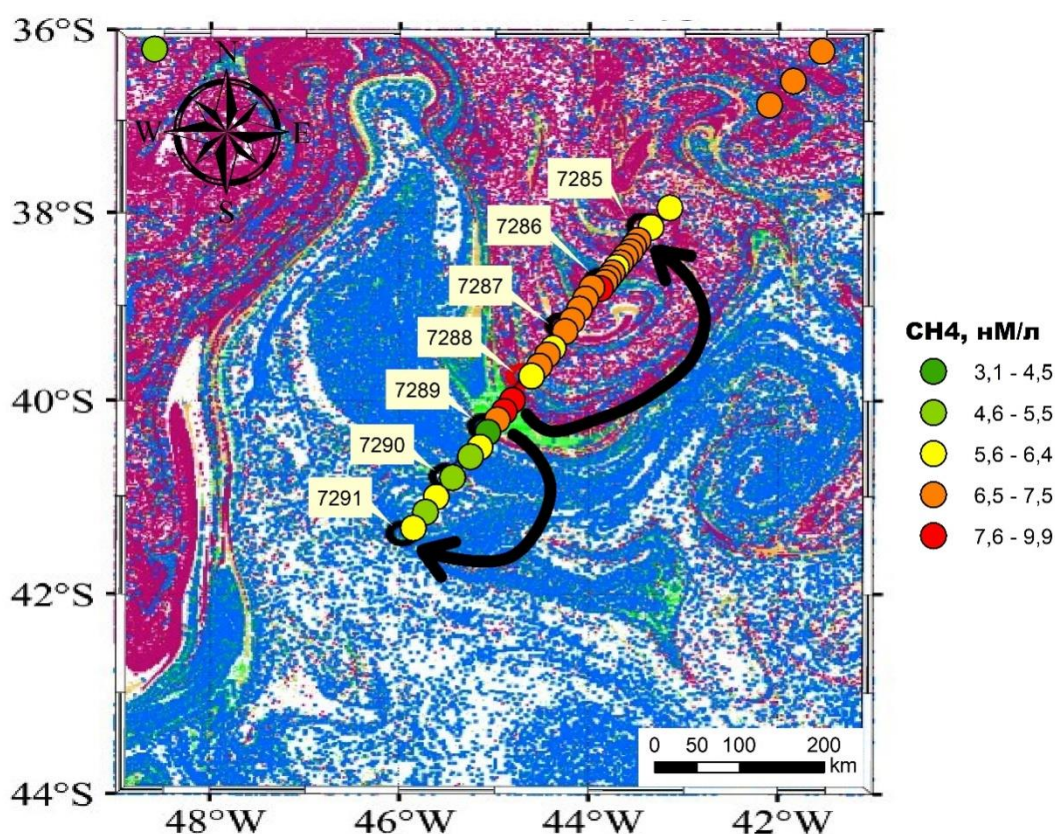 36°S
38°S
40°S
42°S
44°S
N
W
E
S
7285
7286
7287
7288
7289
7290
7291
CH4, нМ/л
3,1 - 4,5
4,6 - 5,5
5,6 - 6,4
6,5 - 7,5
7,6 - 9,9
0 50 100 200
km
48°W 46°W 44°W 42°W